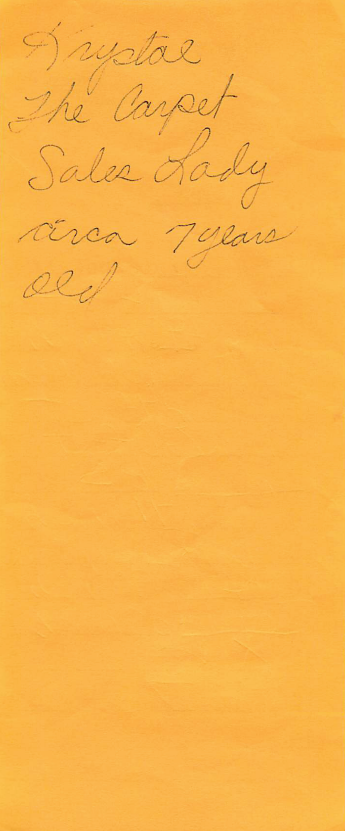 Krystal
The Carpet
Sales Lady
circa 7 years
old